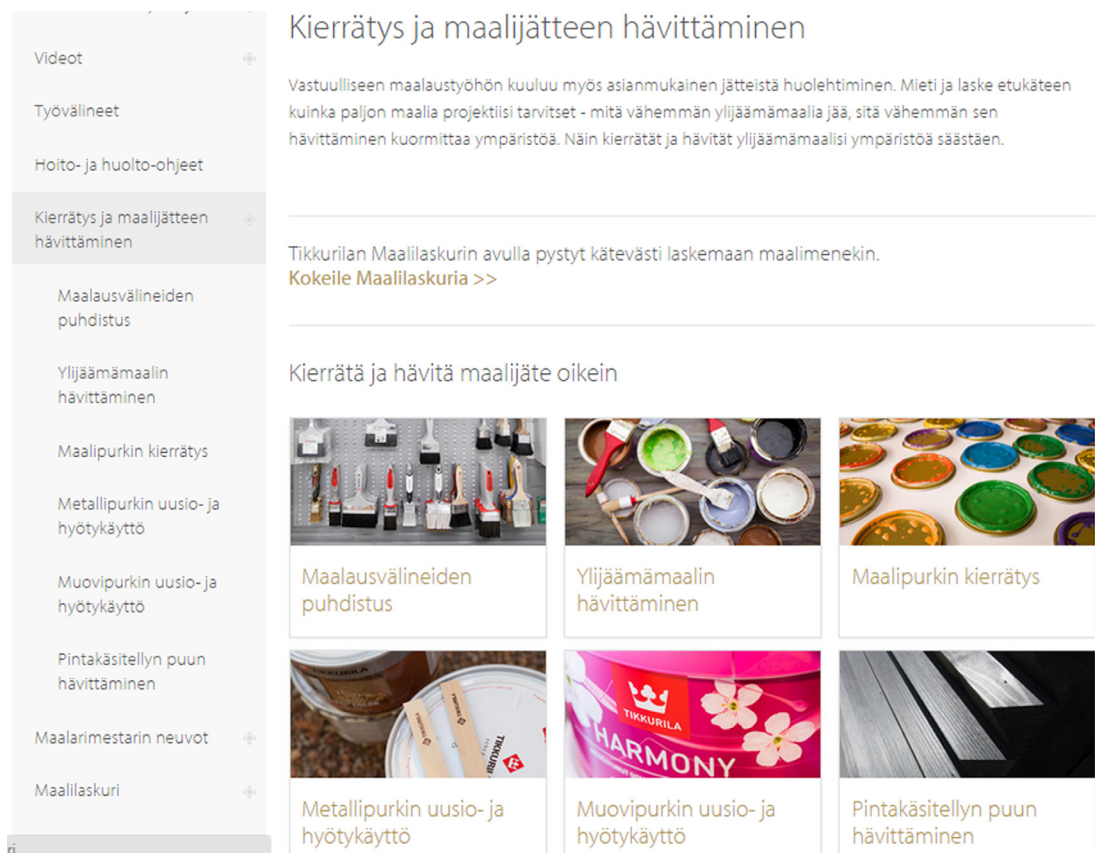 Videot
Työvälineet
Hoito- ja huolto-ohjeet
Kierrätys ja maalijätteen
hävittäminen
Maalausvälineiden
puhdistus
Ylijäämämaalin
hävittäminen
Maalipurkin kierrätys
Metallipurkin uusio- ja
hyötykäyttö
Muovipurkin uusio- ja
hyötykäyttö
Pintakäsitellyn puun
hävittäminen
Maalarimestarin neuvot
Maalilaskuri
Kierrätys ja maalijätteen hävittäminen
Vastuulliseen maalaustyöhön kuuluu myös asianmukainen jätteistä huolehtiminen. Mieti ja laske etukäteen
kuinka paljon maalia projektiisi tarvitset - mitä vähemmän ylijäämämaalia jää, sitä vähemmän sen
hävittäminen kuormittaa ympäristöä. Näin kierrätät ja hävität ylijäämämaalisi ympäristöä säästäen.
Tikkurilan Maalilaskurin avulla pystyt kätevästi laskemaan maalimenekin.
Kokeile Maalilaskuria >>
Kierrätä ja hävitä maalijäte oikein
Maalausvälineiden
puhdistus
Ylijäämämaalin
hävittäminen
Maalipurkin kierrätys
TIKKURILA
TIKKURILA
HARMONY
Metallipurkin uusio- ja
hyötykäyttö
Muovipurkin uusio- ja
hyötykäyttö
Pintakäsitellyn puun
hävittäminen